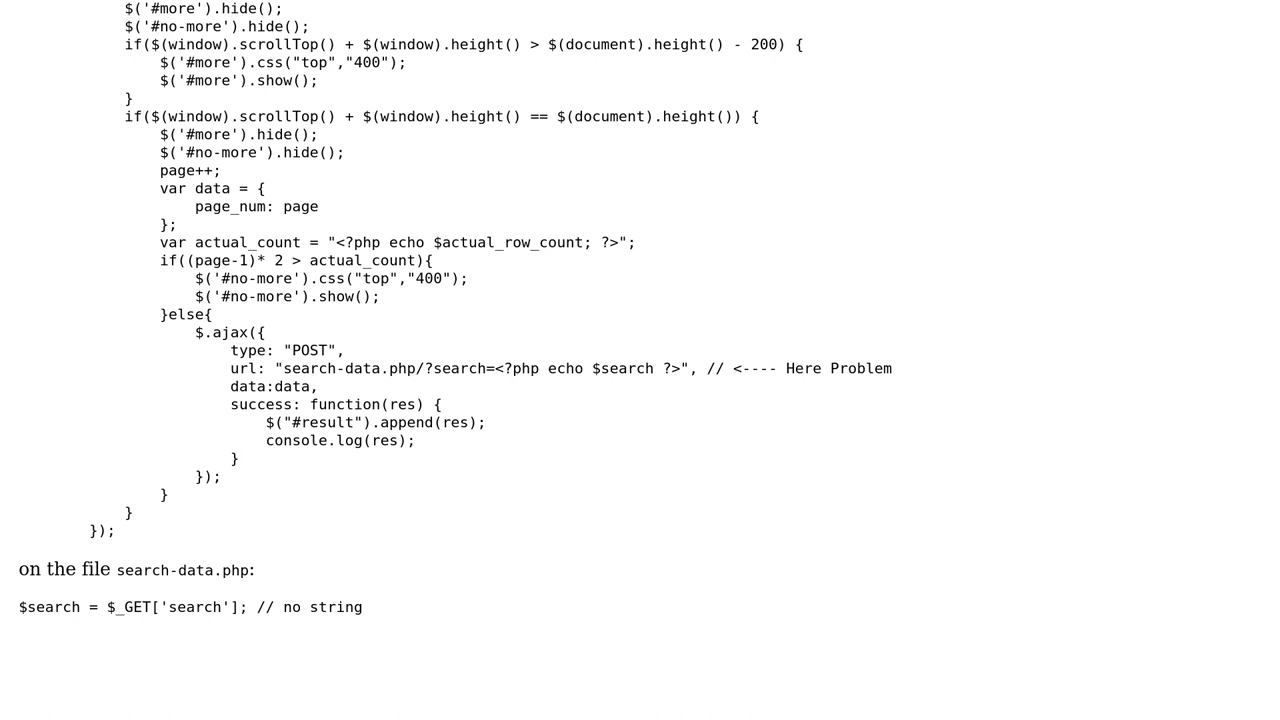 $('#more').hide();
$('#no-more').hide();
if($(window).scrollTop() + $(window).height() > $(document).height() - 200) {
$('#more').css("top","400");
$('#more').show();
}
if($(window).scrollTop() + $(window).height() == $(document).height()) {
$('#more').hide();
$('#no-more').hide();
page++;
var data = {
page_num: page
};
var actual_count = "<?php echo $actual_row_count; ?>";
if((page-1)* 2 > actual_count){
$('#no-more').css("top","400");
$('#no-more').show();
}else{
$.ajax({
type: "POST",
url: "search-data.php/?search=<?php echo $search ?>", // <---- Here Problem
data:data,
success: function(res) {
$("#result").append(res);
console.log(res);
}
});
}
}
});
on the file search-data.php:
$search = $_GET['search']; // no string